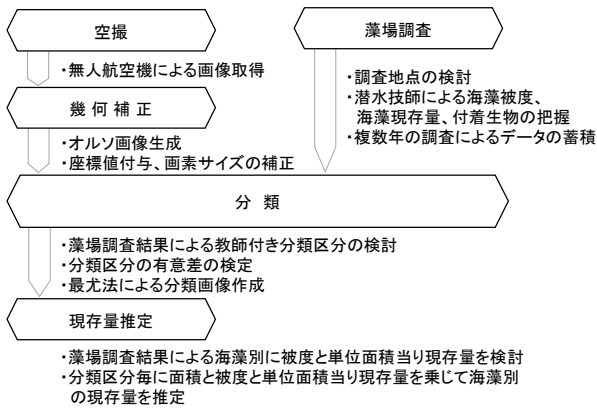 空撮
・無人航空機による画像取得
幾何補正
・オルソ画像生成
・座標値付与、画素サイズの補正
藻場調査
・調査地点の検討
・潜水技師による海藻被度、
海藻現存量、付着生物の把握
・複数年の調査によるデータの蓄積
分 類
・藻場調査結果による教師付き分類区分の検討
・分類区分の有意差の検定
・最尤法による分類画像作成
現存量推定
・藻場調査結果による海藻別に被度と単位面積当り現存量を検討
・分類区分毎に面積と被度と単位面積当り現存量を乗じて海藻別
の現存量を推定